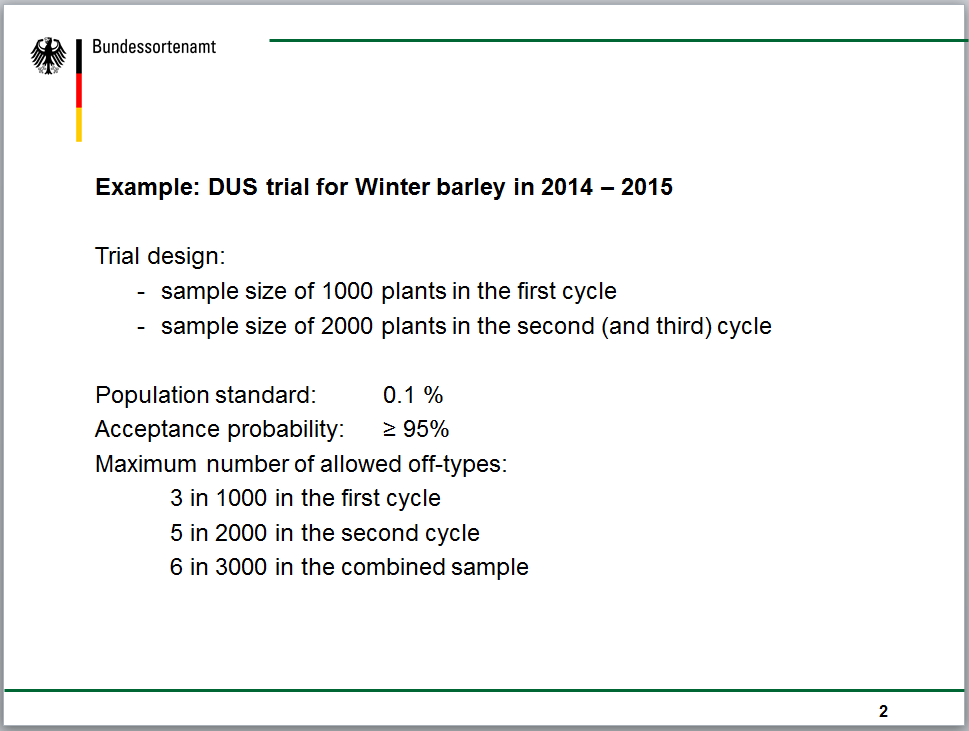 Bundessortenamt
Example: DUS trial for Winter barley in 2014 – 2015
Trial design:
- sample size of 1000 plants in the first cycle
- sample size of 2000 plants in the second (and third) cycle
Population standard: 0.1 %
Acceptance probability: ≥ 95%
Maximum number of allowed off-types:
3 in 1000 in the first cycle
5 in 2000 in the second cycle
6 in 3000 in the combined sample
2